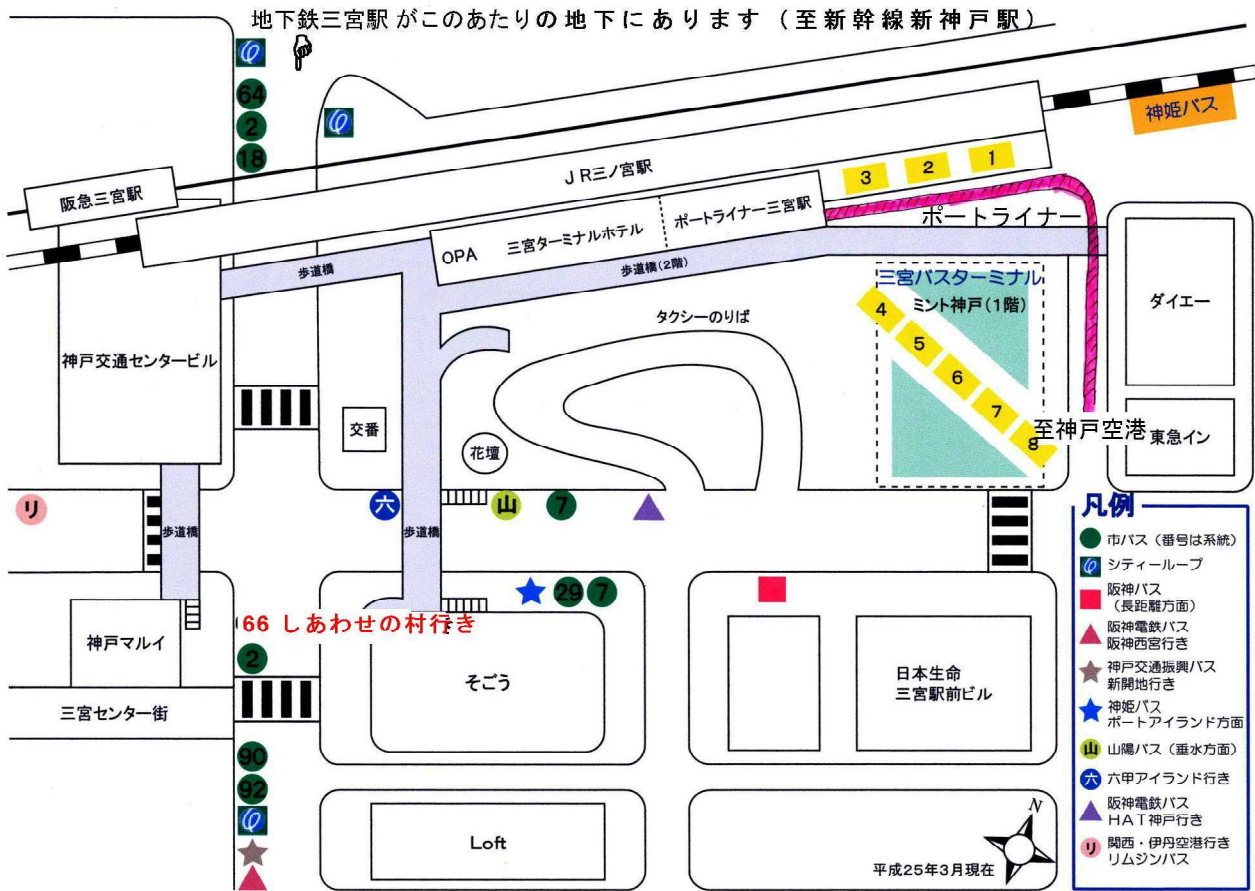 地下鉄三宮駅 がこのあたりの地下にあります (至新幹線新神戸駅)
64
2
18
神姫バス
JR三ノ宮駅
3
2
1
阪急三宮駅
ポートライナー
ポートライナー三宮駅
三宮ターミナルホテル
OPA
歩道橋
歩道橋(2階)
三宮バスターミナル
ミント神戸(1階)
4
5
6
7
8
ダイエー
タクシーのりば
神戸交通センタービル
交番
花壇
至神戸空港
東急イン
リ
歩道橋
六
歩道橋
山
7
29
7
66 しあわせの村行き
神戸マルイ
2
そごう
日本生命
三宮駅前ビル
三宮センター街
90
92
Loft
N
平成25年3月現在
凡例
市バス (番号は系統)
シティーループ
阪神バス
(長距離方面)
阪神電鉄バス
阪神西宮行き
神戸交通振興バス
新開地行き
神姫バス
ポートアイランド方面
山 山陽バス (垂水方面)
六 六甲アイランド行き
阪神電鉄バス
HAT神戸行き
リ 関西・伊丹空港行き
リムジンバス